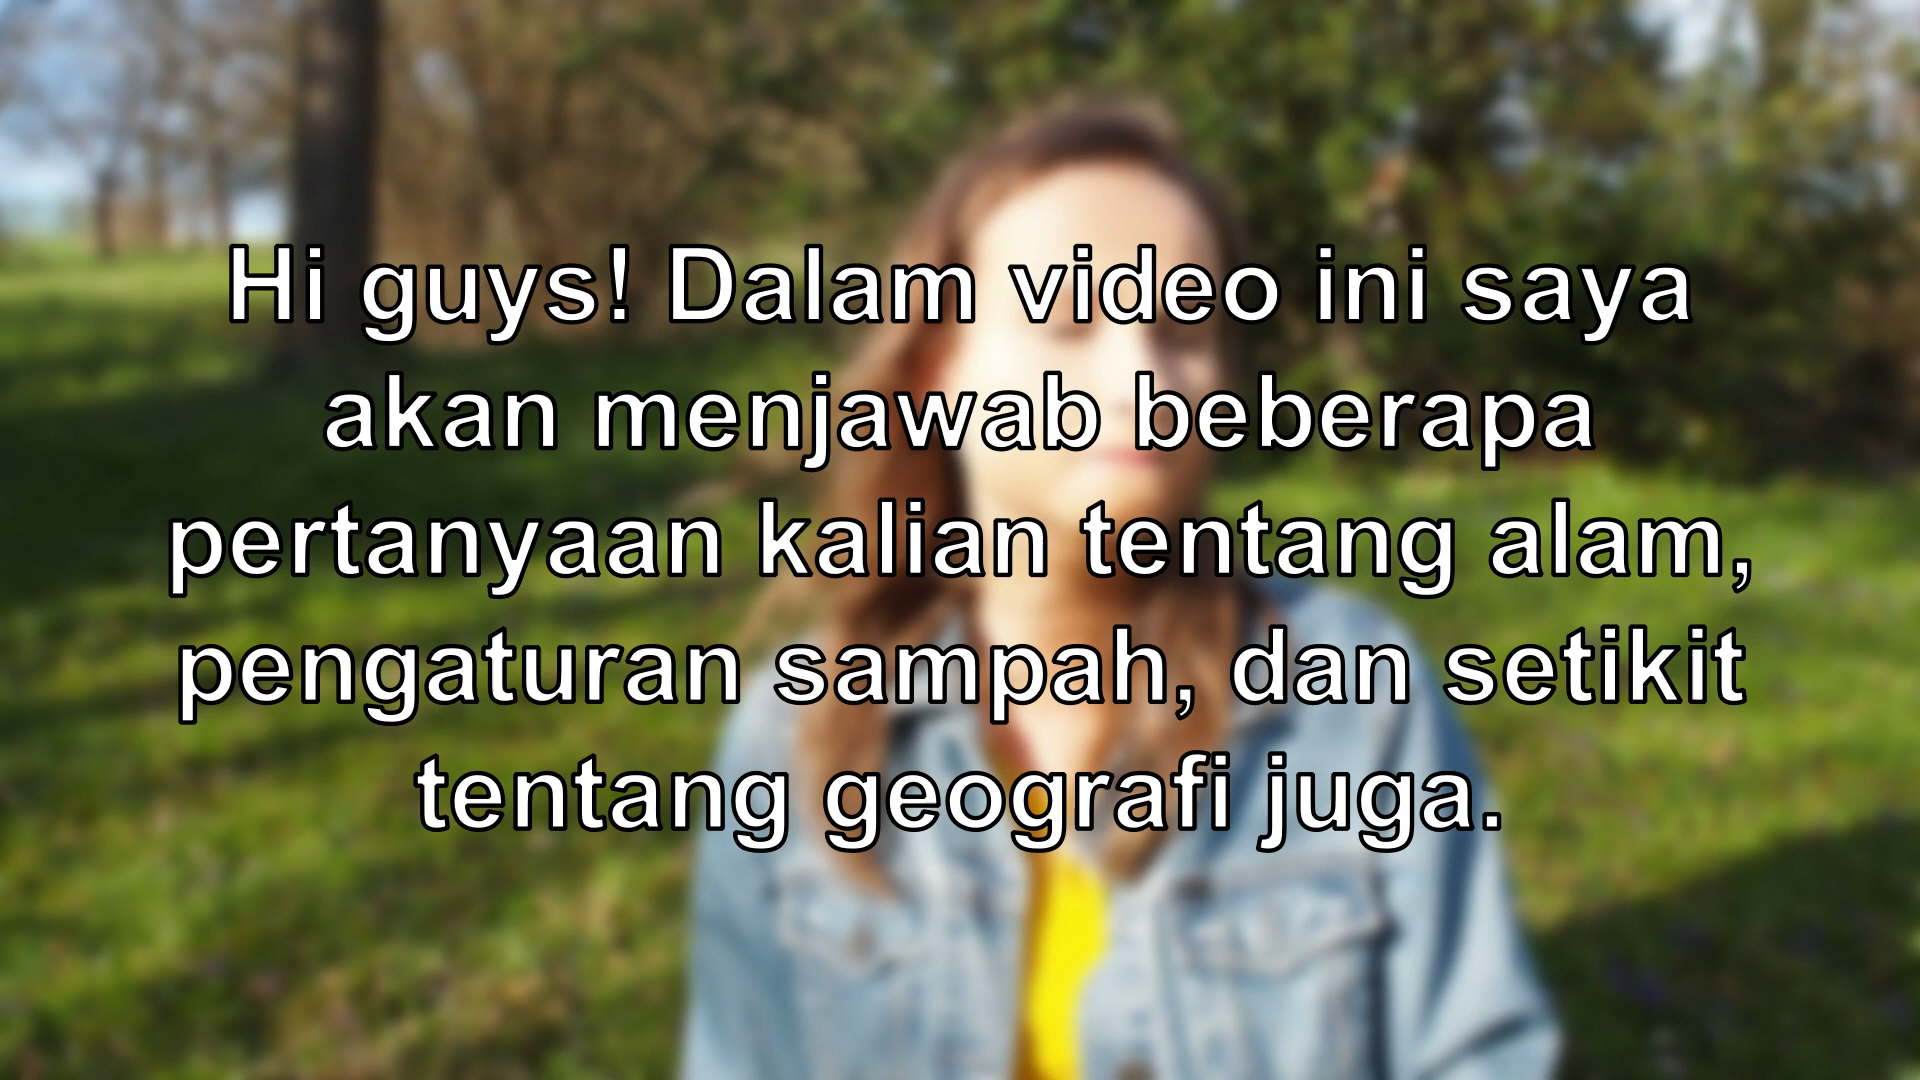 Hi guys! Dalam video ini saya
akan menjawab beberapa
pertanyaan kalian tentang alam,
pengaturan sampah, dan setikit
tentang geografi juga.